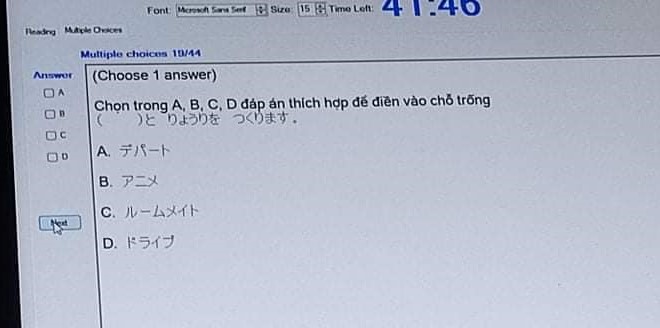 Font: Microsoft Sans Serif Size: 15 Time Left: 41:46
Reading Multiple Choices
Multiple choices 19/44
Answer
(Choose 1 answer)
A
B
C
D
Next
Chọn trong A, B, C, D đáp án thích hợp để điền vào chỗ trống
( )と りょうりを つくります.
A. デパート
B. アニメ
C. ルームメイト
D. ドライブ